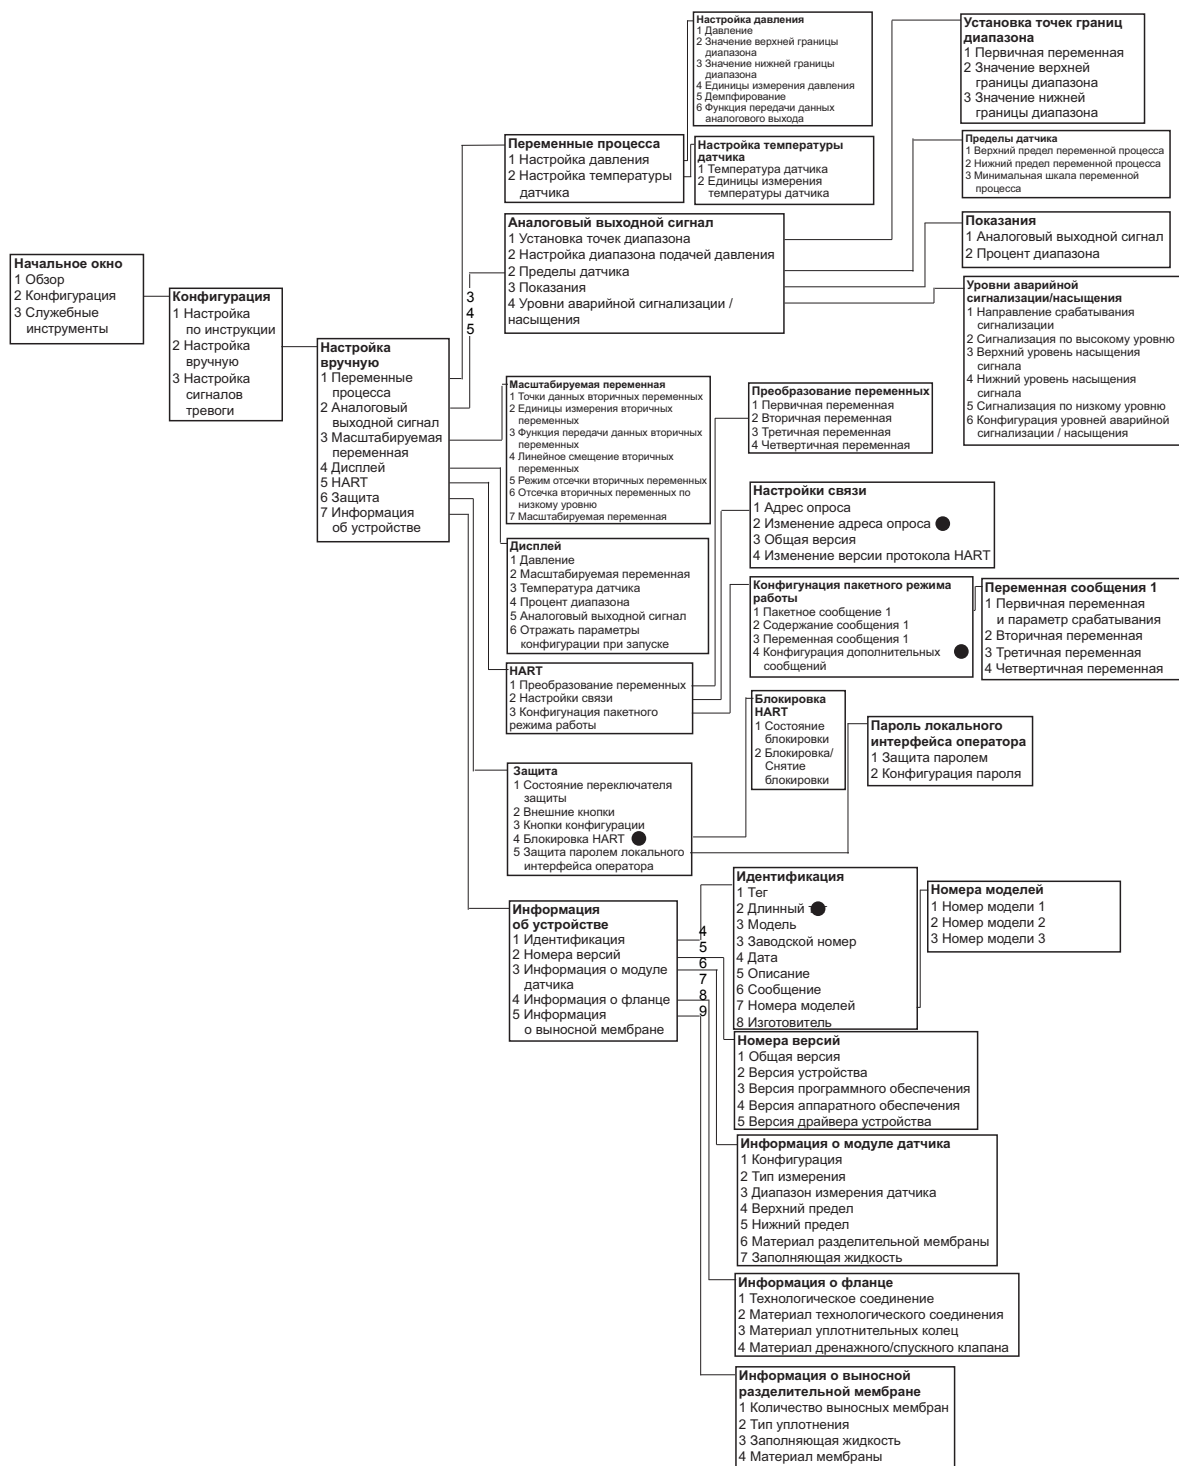 Начальное окно
1 Обзор
2 Конфигурация
3 Служебные
инструменты
Конфигурация
1 Настройка
по инструкции
2 Настройка
вручную
3 Настройка
сигналов
тревоги
Настройка
вручную
1 Переменные
процесса
2 Аналоговый
выходной сигнал
3 Масштабируемая
переменная
4 Дисплей
5 HART
6 Защита
7 Информация
об устройстве
Переменные процесса
1 Настройка давления
2 Настройка температуры
датчика
Настройка давления
1 Давление
2 Значение верхней границы
диапазона
3 Значение нижней границы
диапазона
4 Единицы измерения давления
5 Демпфирование
6 Функция передачи данных
аналогового выхода
Настройка температуры
датчика
1 Температура датчика
2 Единицы измерения
температуры датчика
Аналоговый выходной сигнал
1 Установка точек диапазона
2 Настройка диапазона подачей давления
2 Пределы датчика
3 Показания
4 Уровни аварийной сигнализации /
насыщения
3
4
5
Установка точек границ
диапазона
1 Первичная переменная
2 Значение верхней
границы диапазона
3 Значение нижней
границы диапазона
Пределы датчика
1 Верхний предел переменной процесса
2 Нижний предел переменной процесса
3 Минимальная шкала переменной
процесса
Показания
1 Аналоговый выходной сигнал
2 Процент диапазона
Уровни аварийной
сигнализации/насыщения
1 Направление срабатывания
сигнализации
2 Сигнализация по высокому уровню
3 Верхний уровень насыщения
сигнала
4 Нижний уровень насыщения
сигнала
5 Сигнализация по низкому уровню
6 Конфигурация уровней аварийной
сигнализации / насыщения
Масштабируемая переменная
1 Точки данных вторичных переменных
2 Единицы измерения вторичных
переменных
3 Функция передачи данных вторичных
переменных
4 Линейное смещение вторичных
переменных
5 Режим отсечки вторичных переменных
6 Отсечка вторичных переменных по
низкому уровню
7 Масштабируемая переменная
Дисплей
1 Давление
2 Масштабируемая переменная
3 Температура датчика
4 Процент диапазона
5 Аналоговый выходной сигнал
6 Отражать параметры
конфигурации при запуске
HART
1 Преобразование переменных
2 Настройки связи
3 Конфигунация пакетного
режима работы
Преобразование переменных
1 Первичная переменная
2 Вторичная переменная
3 Третичная переменная
4 Четвертичная переменная
Настройки связи
1 Адрес опроса
2 Изменение адреса опроса
3 Общая версия
4 Изменение версии протокола HART
Конфигунация пакетного режима
работы
1 Пакетное сообщение 1
2 Содержание сообщения 1
3 Переменная сообщения 1
4 Конфигурация дополнительных
сообщений
Переменная сообщения 1
1 Первичная переменная
и параметр срабатывания
2 Вторичная переменная
3 Третичная переменная
4 Четвертичная переменная
Защита
1 Состояние переключателя
защиты
2 Внешние кнопки
3 Кнопки конфигурации
4 Блокировка HART
5 Защита паролем локального
интерфейса оператора
Блокировка
HART
1 Состояние
блокировки
2 Блокировка/
Снятие
блокировки
Пароль локального
интерфейса оператора
1 Защита паролем
2 Конфигурация пароля
Информация
об устройстве
1 Идентификация
2 Номера версий
3 Информация о модуле
датчика
4 Информация о фланце
5 Информация
о выносной мембране
4
5
6
7
8
9
Идентификация
1 Тег
2 Длинный
3 Модель
3 Заводской номер
4 Дата
5 Описание
6 Сообщение
7 Номера моделей
8 Изготовитель
Номера моделей
1 Номер модели 1
2 Номер модели 2
3 Номер модели 3
Номера версий
1 Общая версия
2 Версия устройства
3 Версия программного обеспечения
4 Версия аппаратного обеспечения
5 Версия драйвера устройства
Информация о модуле датчика
1 Конфигурация
2 Тип измерения
3 Диапазон измерения датчика
4 Верхний предел
5 Нижний предел
6 Материал разделительной мембраны
7 Заполняющая жидкость
Информация о фланце
1 Технологическое соединение
2 Материал технологического соединения
3 Материал уплотнительных колец
4 Материал дренажного/спускного клапана
Информация о выносной
разделительной мембране
1 Количество выносных мембран
2 Тип уплотнения
3 Заполняющая жидкость
4 Материал мембраны